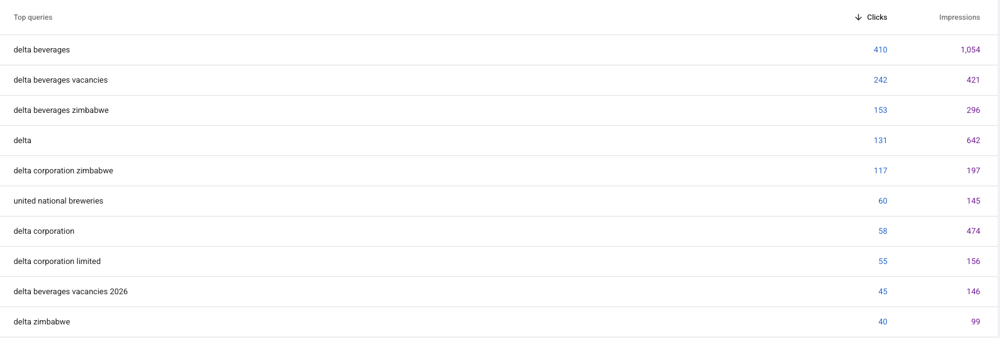 Top queries Clicks Impressions
delta beverages 410 1,054
delta beverages vacancies 242 421
delta beverages zimbabwe 153 296
delta 131 642
delta corporation zimbabwe 117 197
united national breweries 60 145
delta corporation 58 474
delta corporation limited 55 156
delta beverages vacancies 2026 45 146
delta zimbabwe 40 99